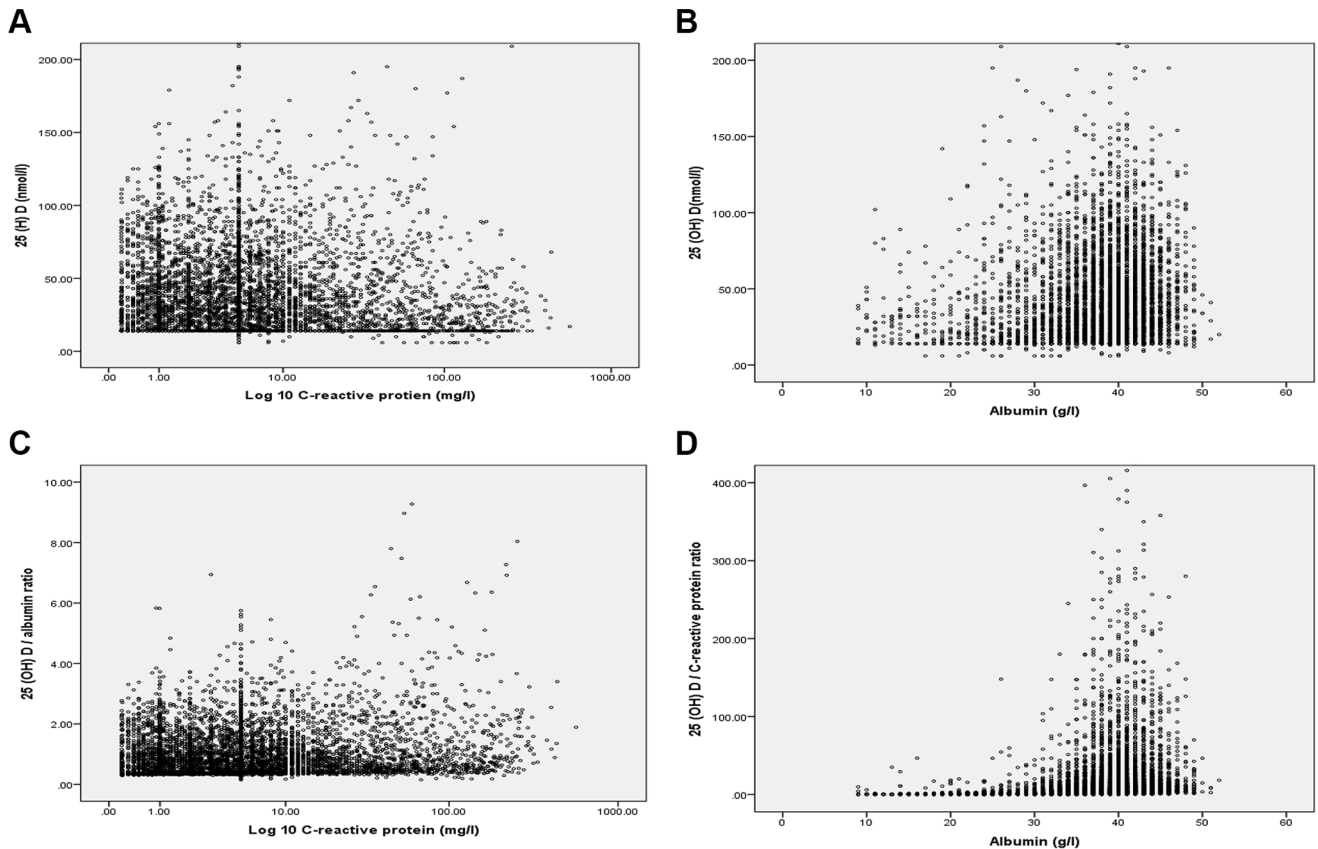 A
200.00
150.00
100.00
50.00
.00
25 (H) D (nmol/l)
.00 1.00 10.00 100.00 1000.00
Log 10 C-reactive protien (mg/l)
B
200.00
150.00
100.00
50.00
.00
25 (OH) D(nmol/l)
0 10 20 30 40 50 60
Albumin (g/l)
C
10.00
8.00
6.00
4.00
2.00
.00
25 (OH) D / albumin ratio
.00 1.00 10.00 100.00 1000.00
Log 10 C-reactive protein (mg/l)
D
400.00
300.00
200.00
100.00
.00
25 (OH) D / C-reactive protein ratio
0 10 20 30 40 50 60
Albumin (g/l)